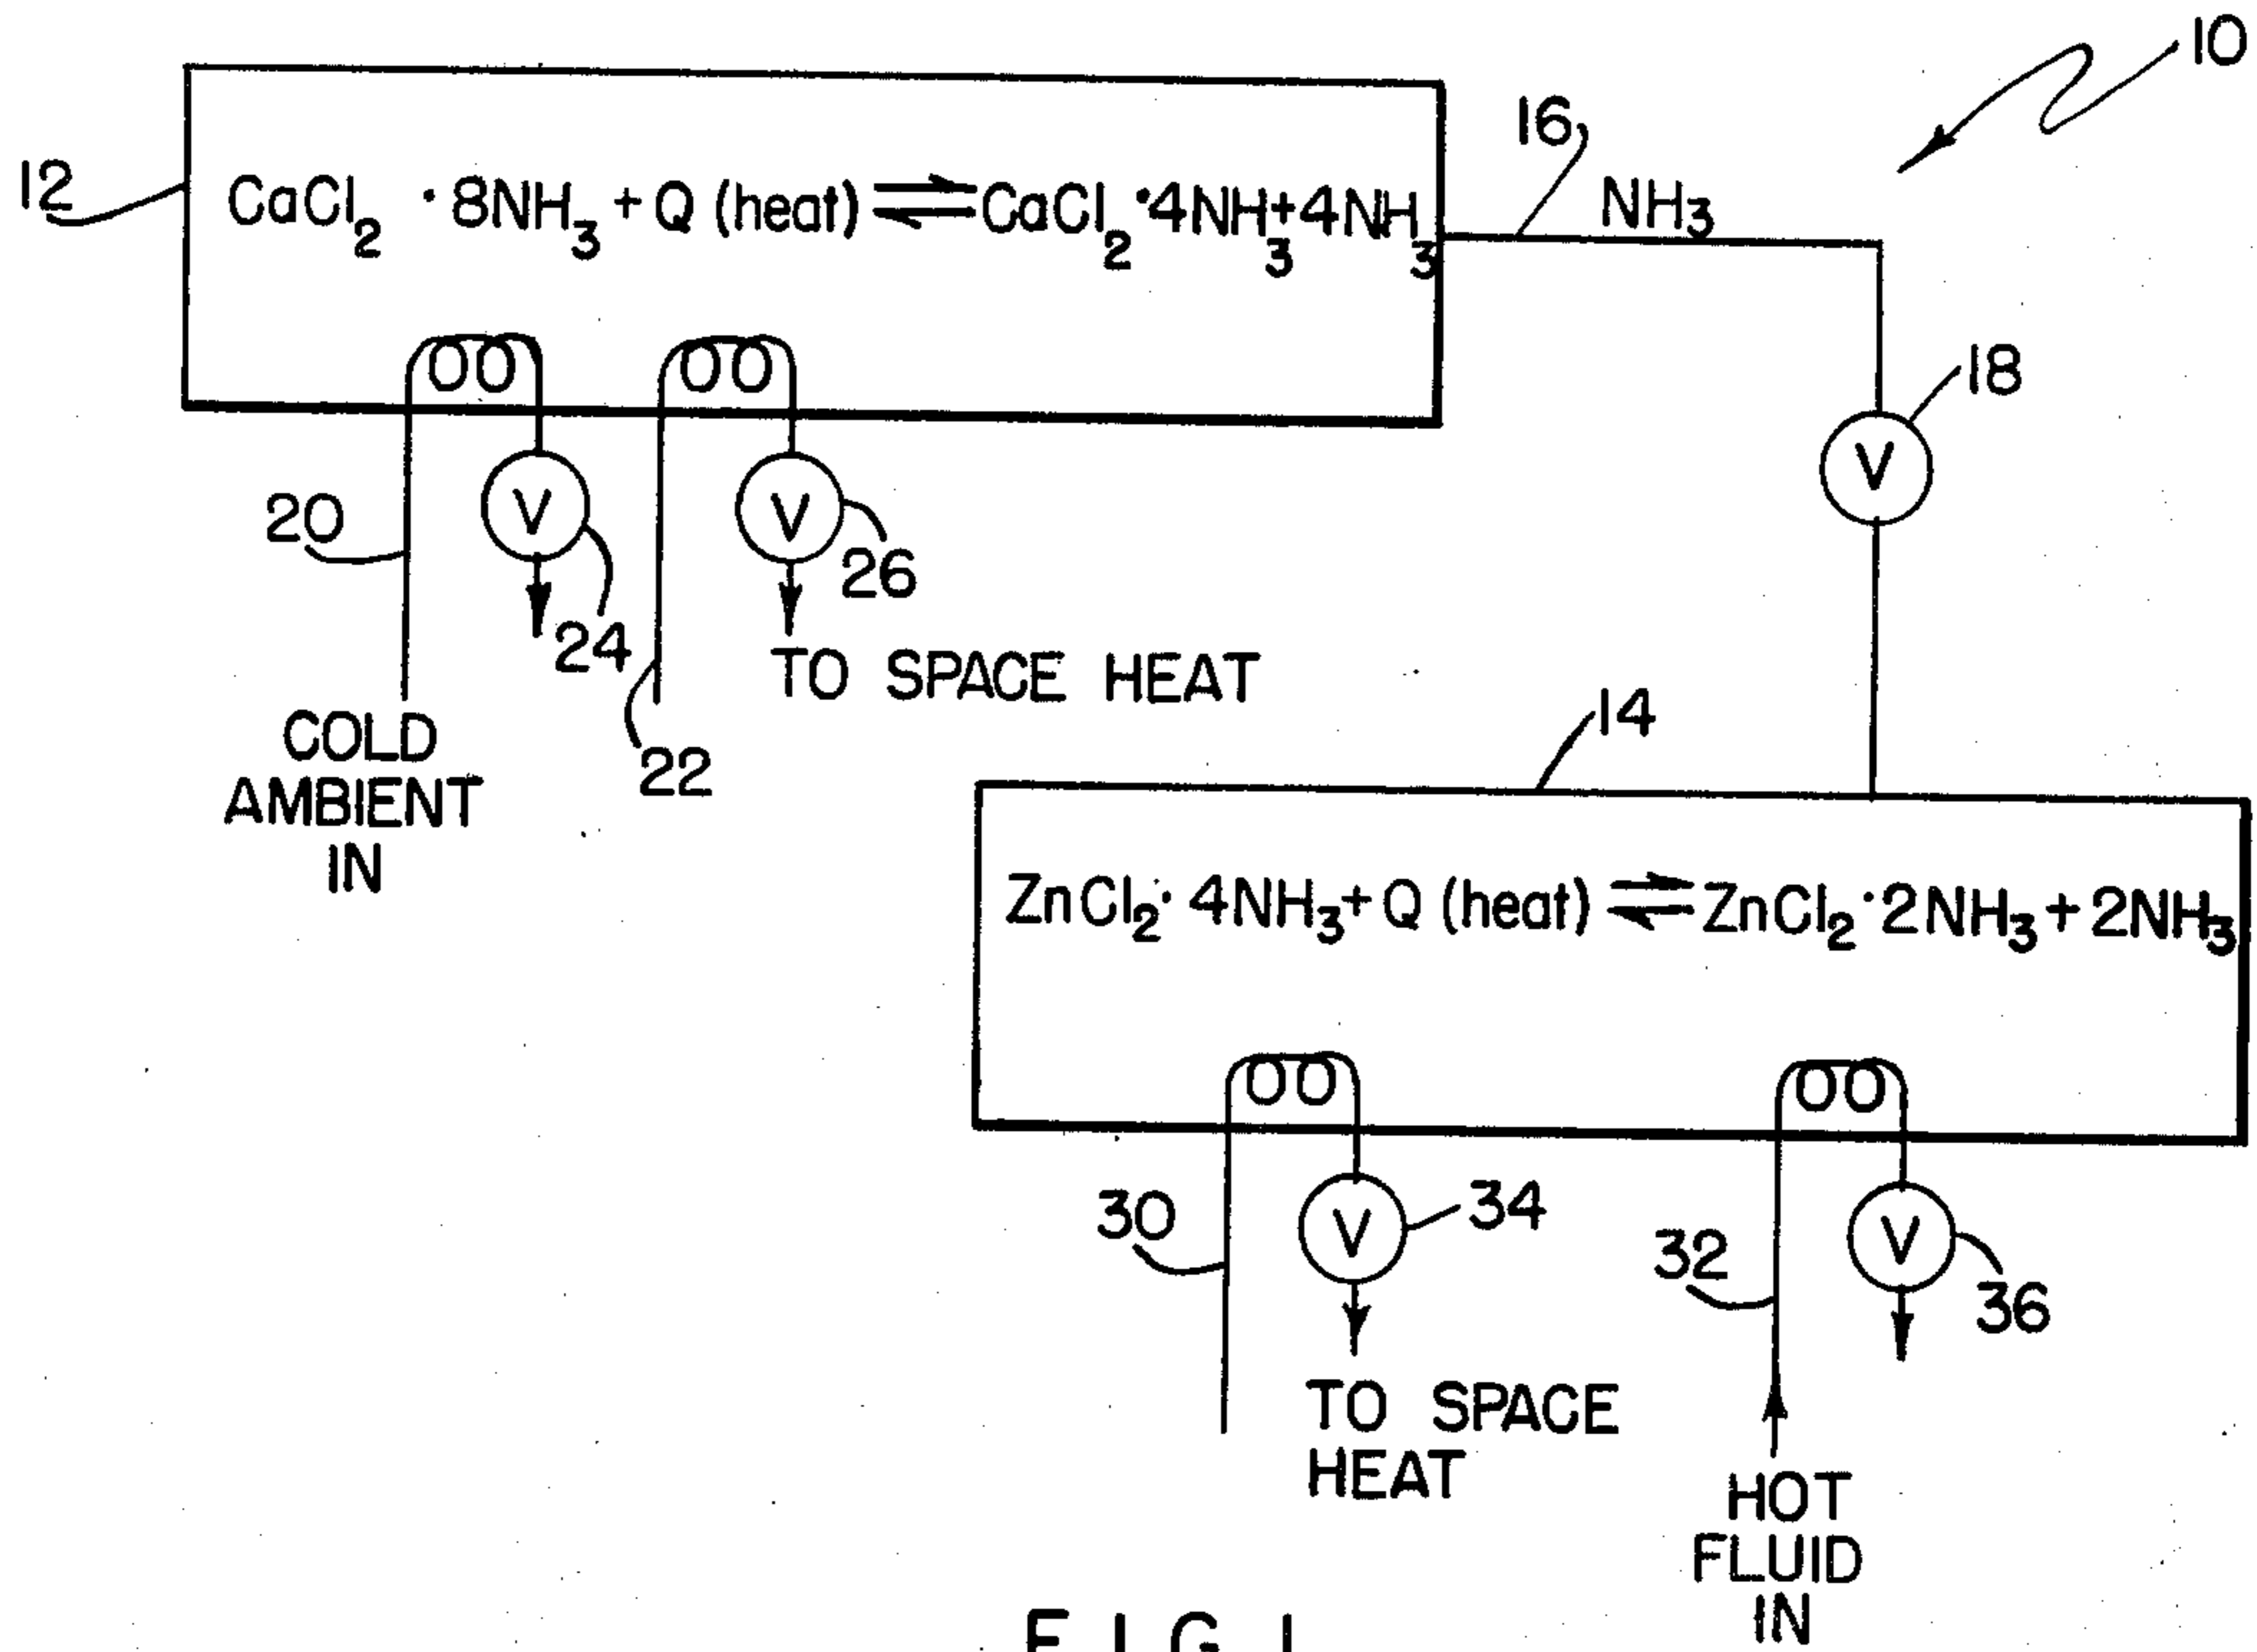 10
12
CaCl₂ · 8NH₃ + Q (heat) ⇌ CaCl₂ · 4NH₃ + 4NH₃
16
NH₃
18
V
20
V
24
22
V
26
COLD
AMBIENT
IN
TO SPACE HEAT
14
ZnCl₂ · 4NH₃ + Q (heat) ⇌ ZnCl₂ · 2NH₃ + 2NH₃
30
V
34
32
V
36
TO SPACE
HEAT
HOT
FLUID
IN
FIG 1